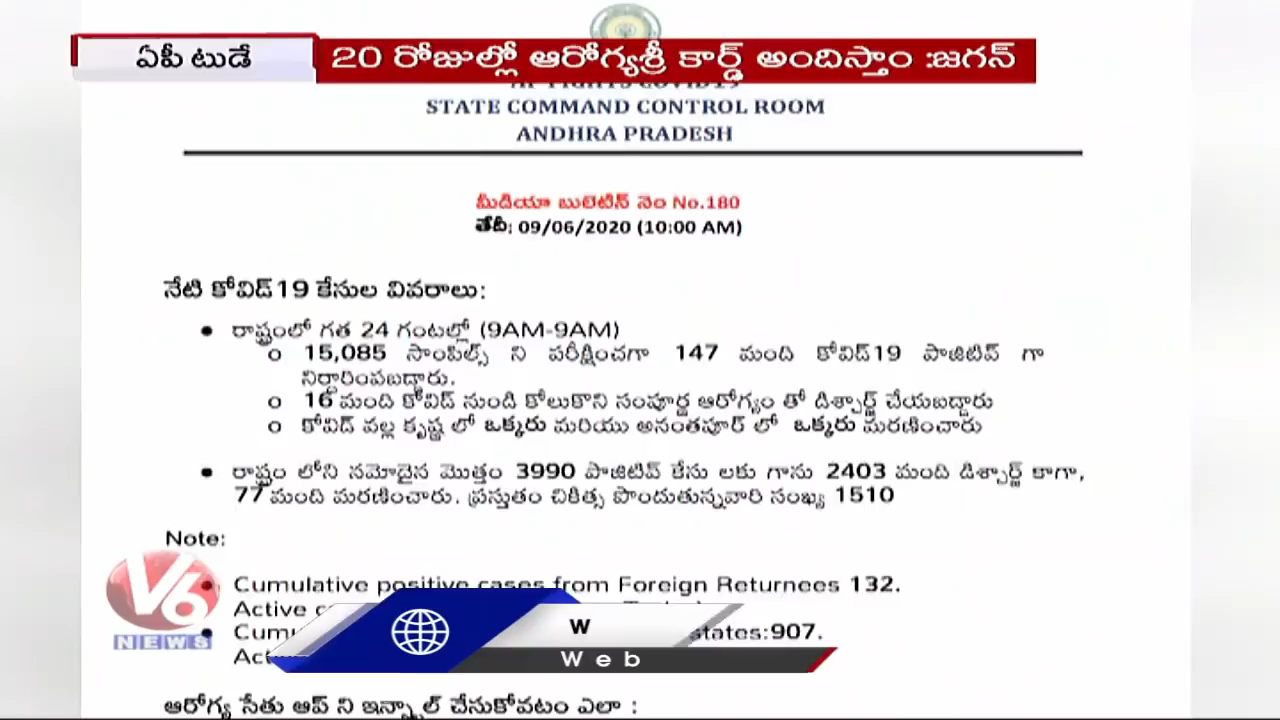 ఏపీ టుడే
20 రోజుల్లో ఆరోగ్యశ్రీ కార్డ్ అందిస్తాం :జగన్
STATE COMMAND CONTROL ROOM
ANDHRA PRADESH
మీడియా బులెటిన్ నెం No.180
తేదీ: 09/06/2020 (10:00 AM)
నేటి కోవిడ్19 కేసుల వివరాలు:
• రాష్ట్రంలో గత 24 గంటల్లో (9AM-9AM)
o 15,085 సాంపిల్స్ ని పరీక్షించగా 147 మంది కోవిడ్19 పాజిటివ్ గా
నిర్ధారింపబడ్డారు.
o 16 మంది కోవిడ్ నుండి కోలుకొని సంపూర్ణ ఆరోగ్యం తో డిశ్చార్జ్ చేయబడ్డారు
o కోవిడ్ వల్ల కృష్ణ లో ఒక్కరు మరియు అనంతపూర్ లో ఒక్కరు మరణించారు
• రాష్ట్రం లోని నమోదైన మొత్తం 3990 పాజిటివ్ కేసు లకు గాను 2403 మంది డిశ్చార్జ్ కాగా,
77 మంది మరణించారు. ప్రస్తుతం చికిత్స పొందుతున్నవారి సంఖ్య 1510
Note:
Cumulative positive cases from Foreign Returnees 132.
Active
states:907.
V6
NEWS
W
Web
ఆరోగ్య సేతు ఆప్ ని ఇన్స్టాల్ చేసుకోవటం ఎలా :